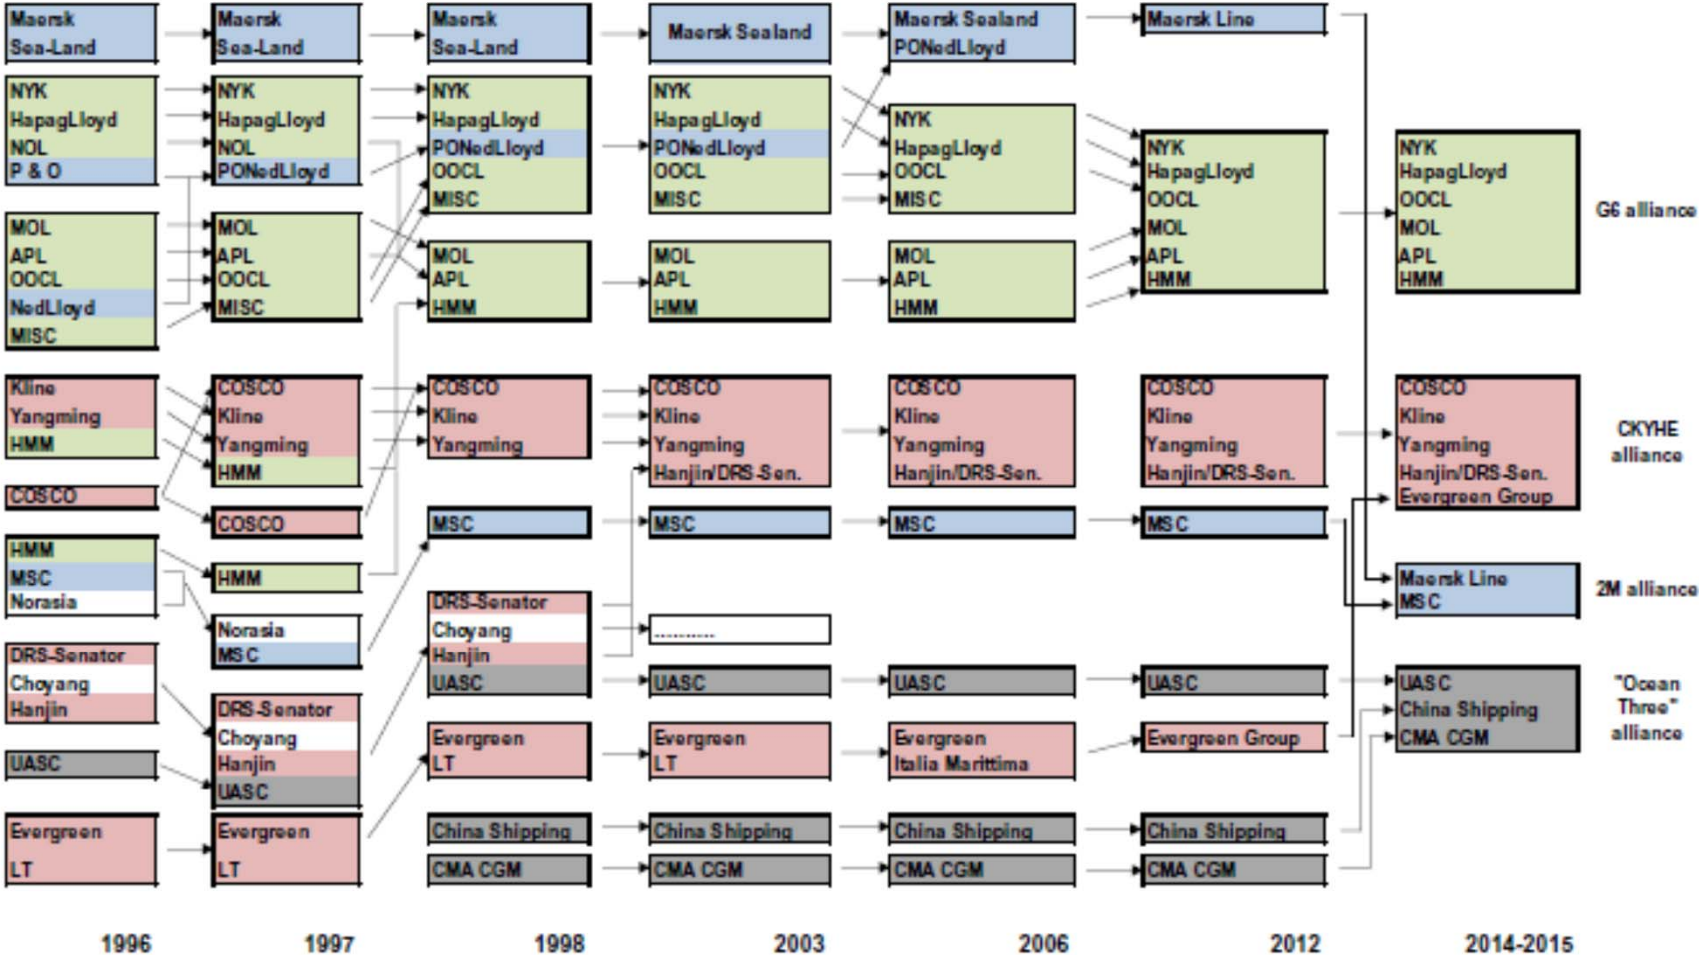 Maersk
Sea-Land
NYK
HapagLloyd
NOL
P & O
MOL
APL
OOCL
NedLloyd
MISC
Kline
Yangming
HMM
COSCO
HMM
MSC
Norasia
DRS-Senator
Choyang
Hanjin
UASC
Evergreen
LT
1996
Maersk
Sea-Land
NYK
HapagLloyd
NOL
PONedLloyd
MOL
APL
OOCL
MISC
COSCO
Kline
Yangming
HMM
COSCO
HMM
Norasia
MSC
DRS-Senator
Choyang
Hanjin
UASC
Evergreen
LT
1997
Maersk
Sea-Land
NYK
HapagLloyd
PONedLloyd
OOCL
MISC
MOL
APL
HMM
COSCO
Kline
Yangming
MSC
DRS-Senator
Choyang
Hanjin
UASC
Evergreen
LT
China Shipping
CMA CGM
1998
Maersk Sealand
NYK
HapagLloyd
PONedLloyd
OOCL
MISC
MOL
APL
HMM
COSCO
Kline
Yangming
Hanjin/DRS-Sen.
MSC
............
UASC
Evergreen
LT
China Shipping
CMA CGM
2003
Maersk Sealand
PONedLloyd
NYK
HapagLloyd
OOCL
MISC
MOL
APL
HMM
COSCO
Kline
Yangming
Hanjin/DRS-Sen.
MSC
UASC
Evergreen
Italia Marittima
China Shipping
CMA CGM
2006
Maersk Line
NYK
HapagLloyd
OOCL
MOL
APL
HMM
COSCO
Kline
Yangming
Hanjin/DRS-Sen.
MSC
UASC
Evergreen Group
China Shipping
CMA CGM
2012
NYK
HapagLloyd
OOCL
MOL
APL
HMM
COSCO
Kline
Yangming
Hanjin/DRS-Sen.
Evergreen Group
Maersk Line
MSC
UASC
China Shipping
CMA CGM
2014-2015
G6 alliance
CKYHE
alliance
2M alliance
"Ocean
Three"
alliance